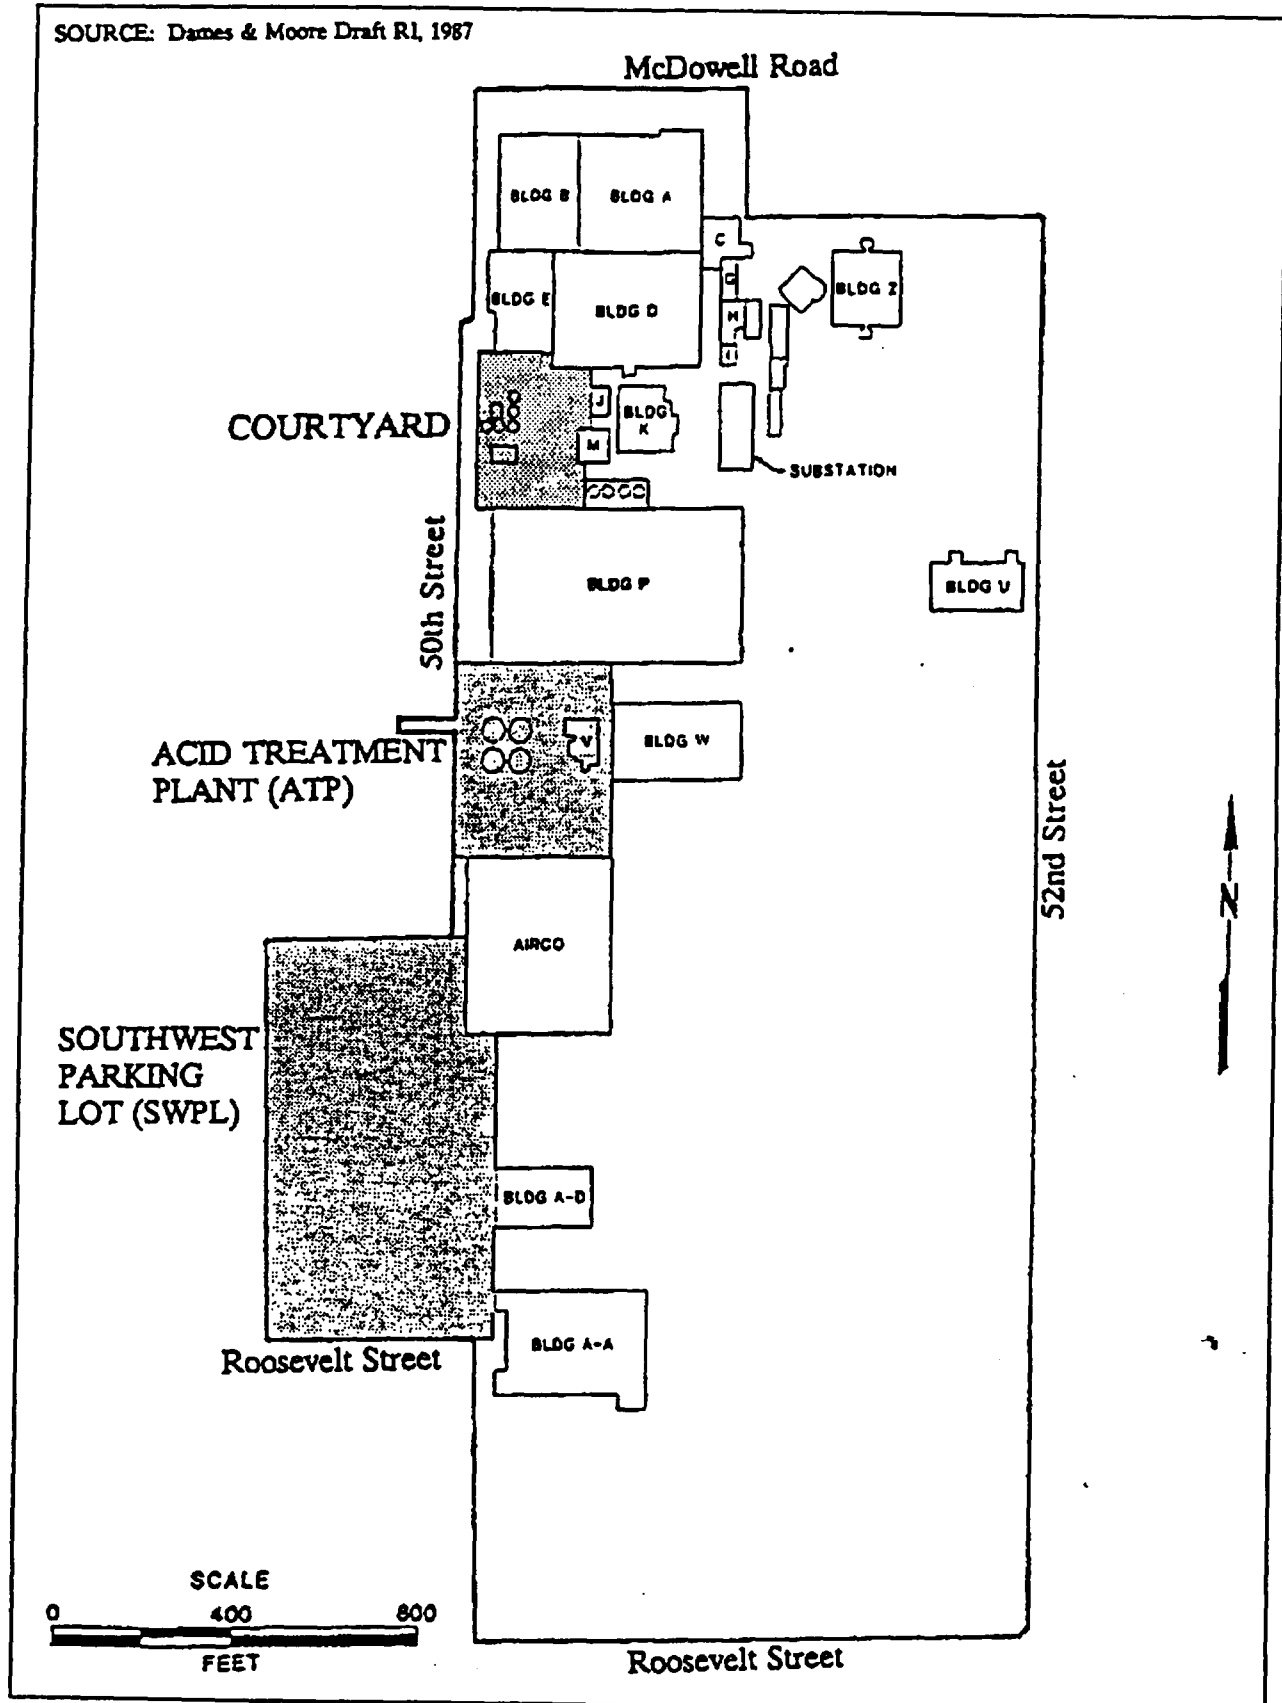 SOURCE: Dames & Moore Draft RI, 1987
McDowell Road
BLDG B
BLDG A
C
G
BLDG Z
BLDG E
BLDG D
H
I
COURTYARD
J
BLDG
K
M
SUBSTATION
50th Street
BLDG P
BLDG U
ACID TREATMENT
PLANT (ATP)
V
BLDG W
52nd Street
N
AIRCO
SOUTHWEST
PARKING
LOT (SWPL)
BLDG A-D
BLDG A-A
Roosevelt Street
SCALE
0 400 800
FEET
Roosevelt Street